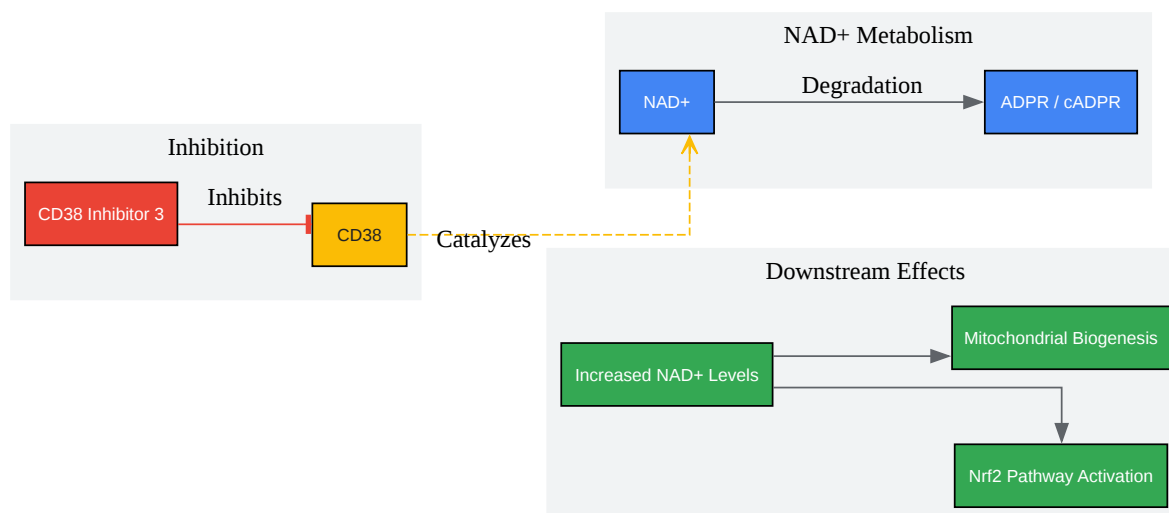 NAD+ Metabolism
NAD+
Degradation
ADPR / cADPR
Inhibition
CD38 Inhibitor 3
Inhibits
CD38
Catalyzes
Downstream Effects
Increased NAD+ Levels
Mitochondrial Biogenesis
Nrf2 Pathway Activation